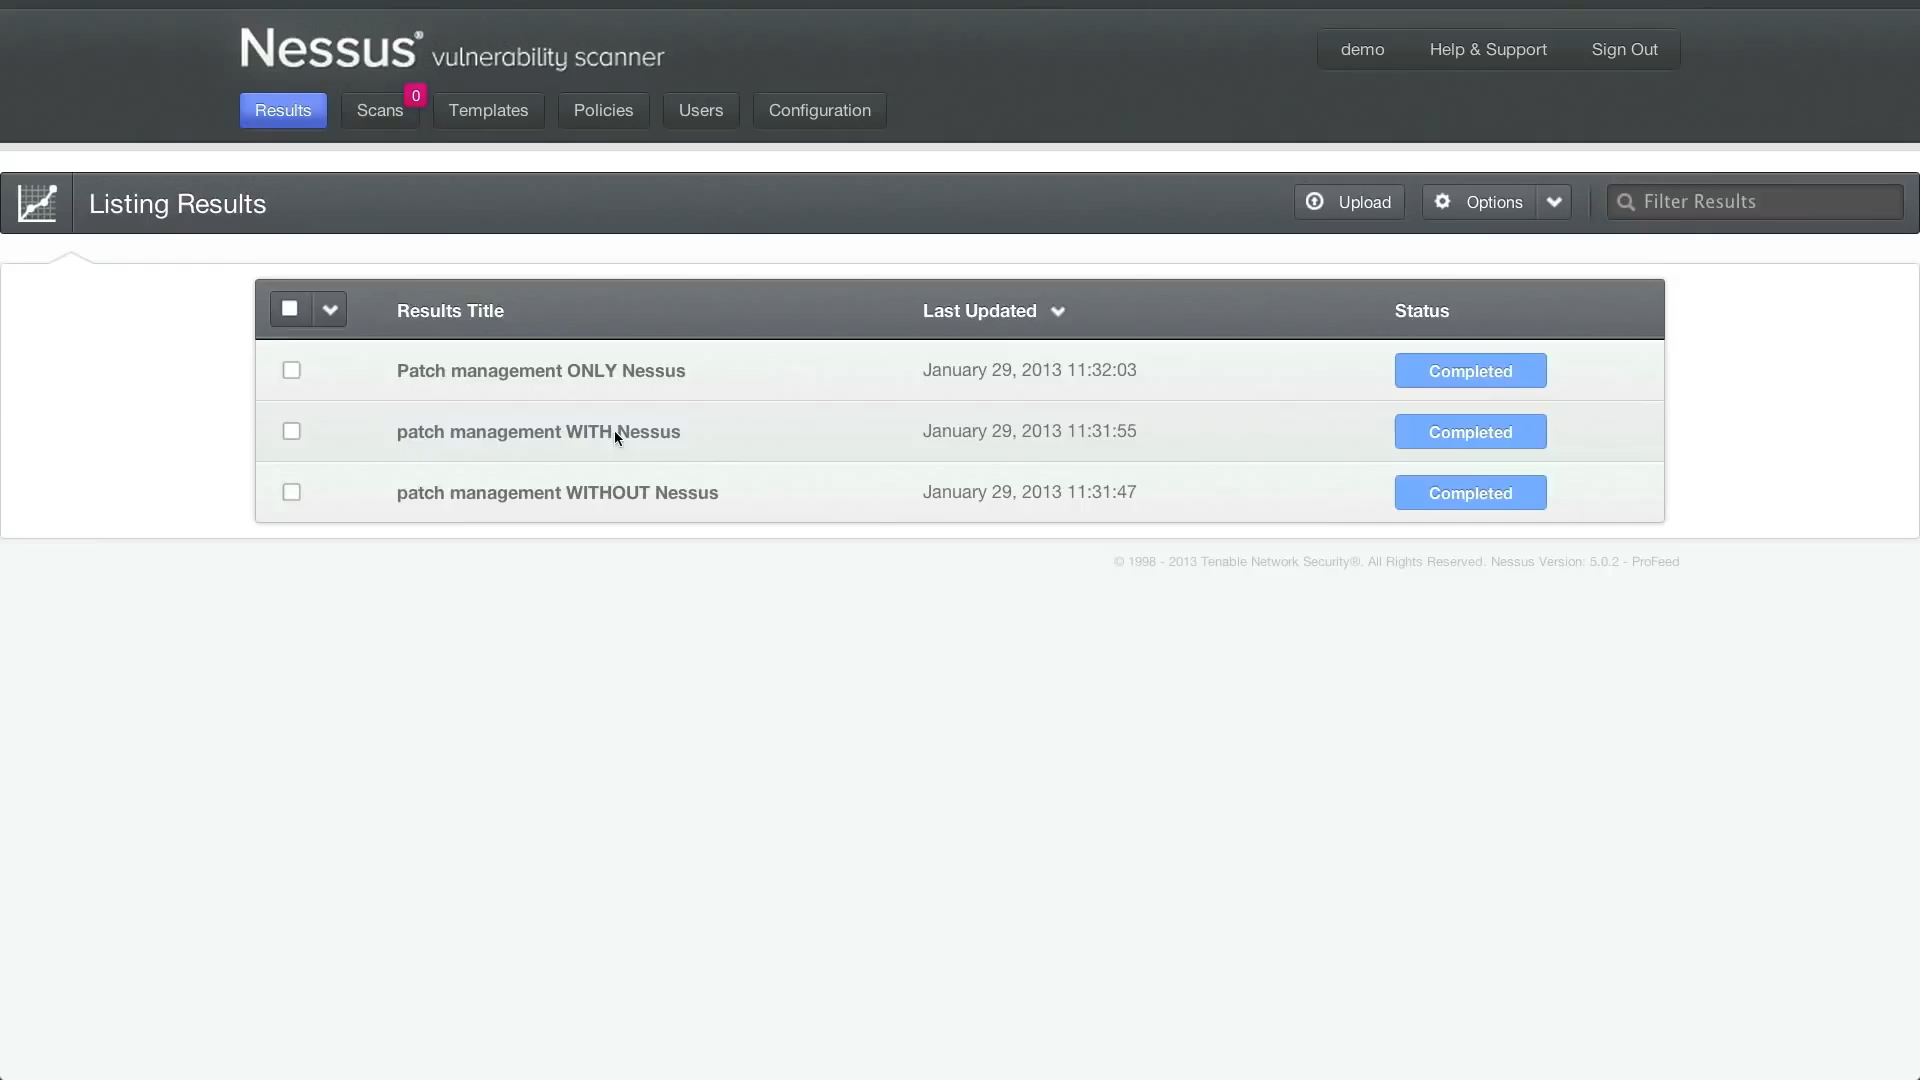 Nessus® vulnerability scanner
demo Help & Support Sign Out
Results Scans 0 Templates Policies Users Configuration
Listing Results Upload Options Filter Results
Results Title Last Updated Status
Patch management ONLY Nessus January 29, 2013 11:32:03 Completed
patch management WITH Nessus January 29, 2013 11:31:55 Completed
patch management WITHOUT Nessus January 29, 2013 11:31:47 Completed
© 1998 - 2013 Tenable Network Security®. All Rights Reserved. Nessus Version: 5.0.2 - ProFeed